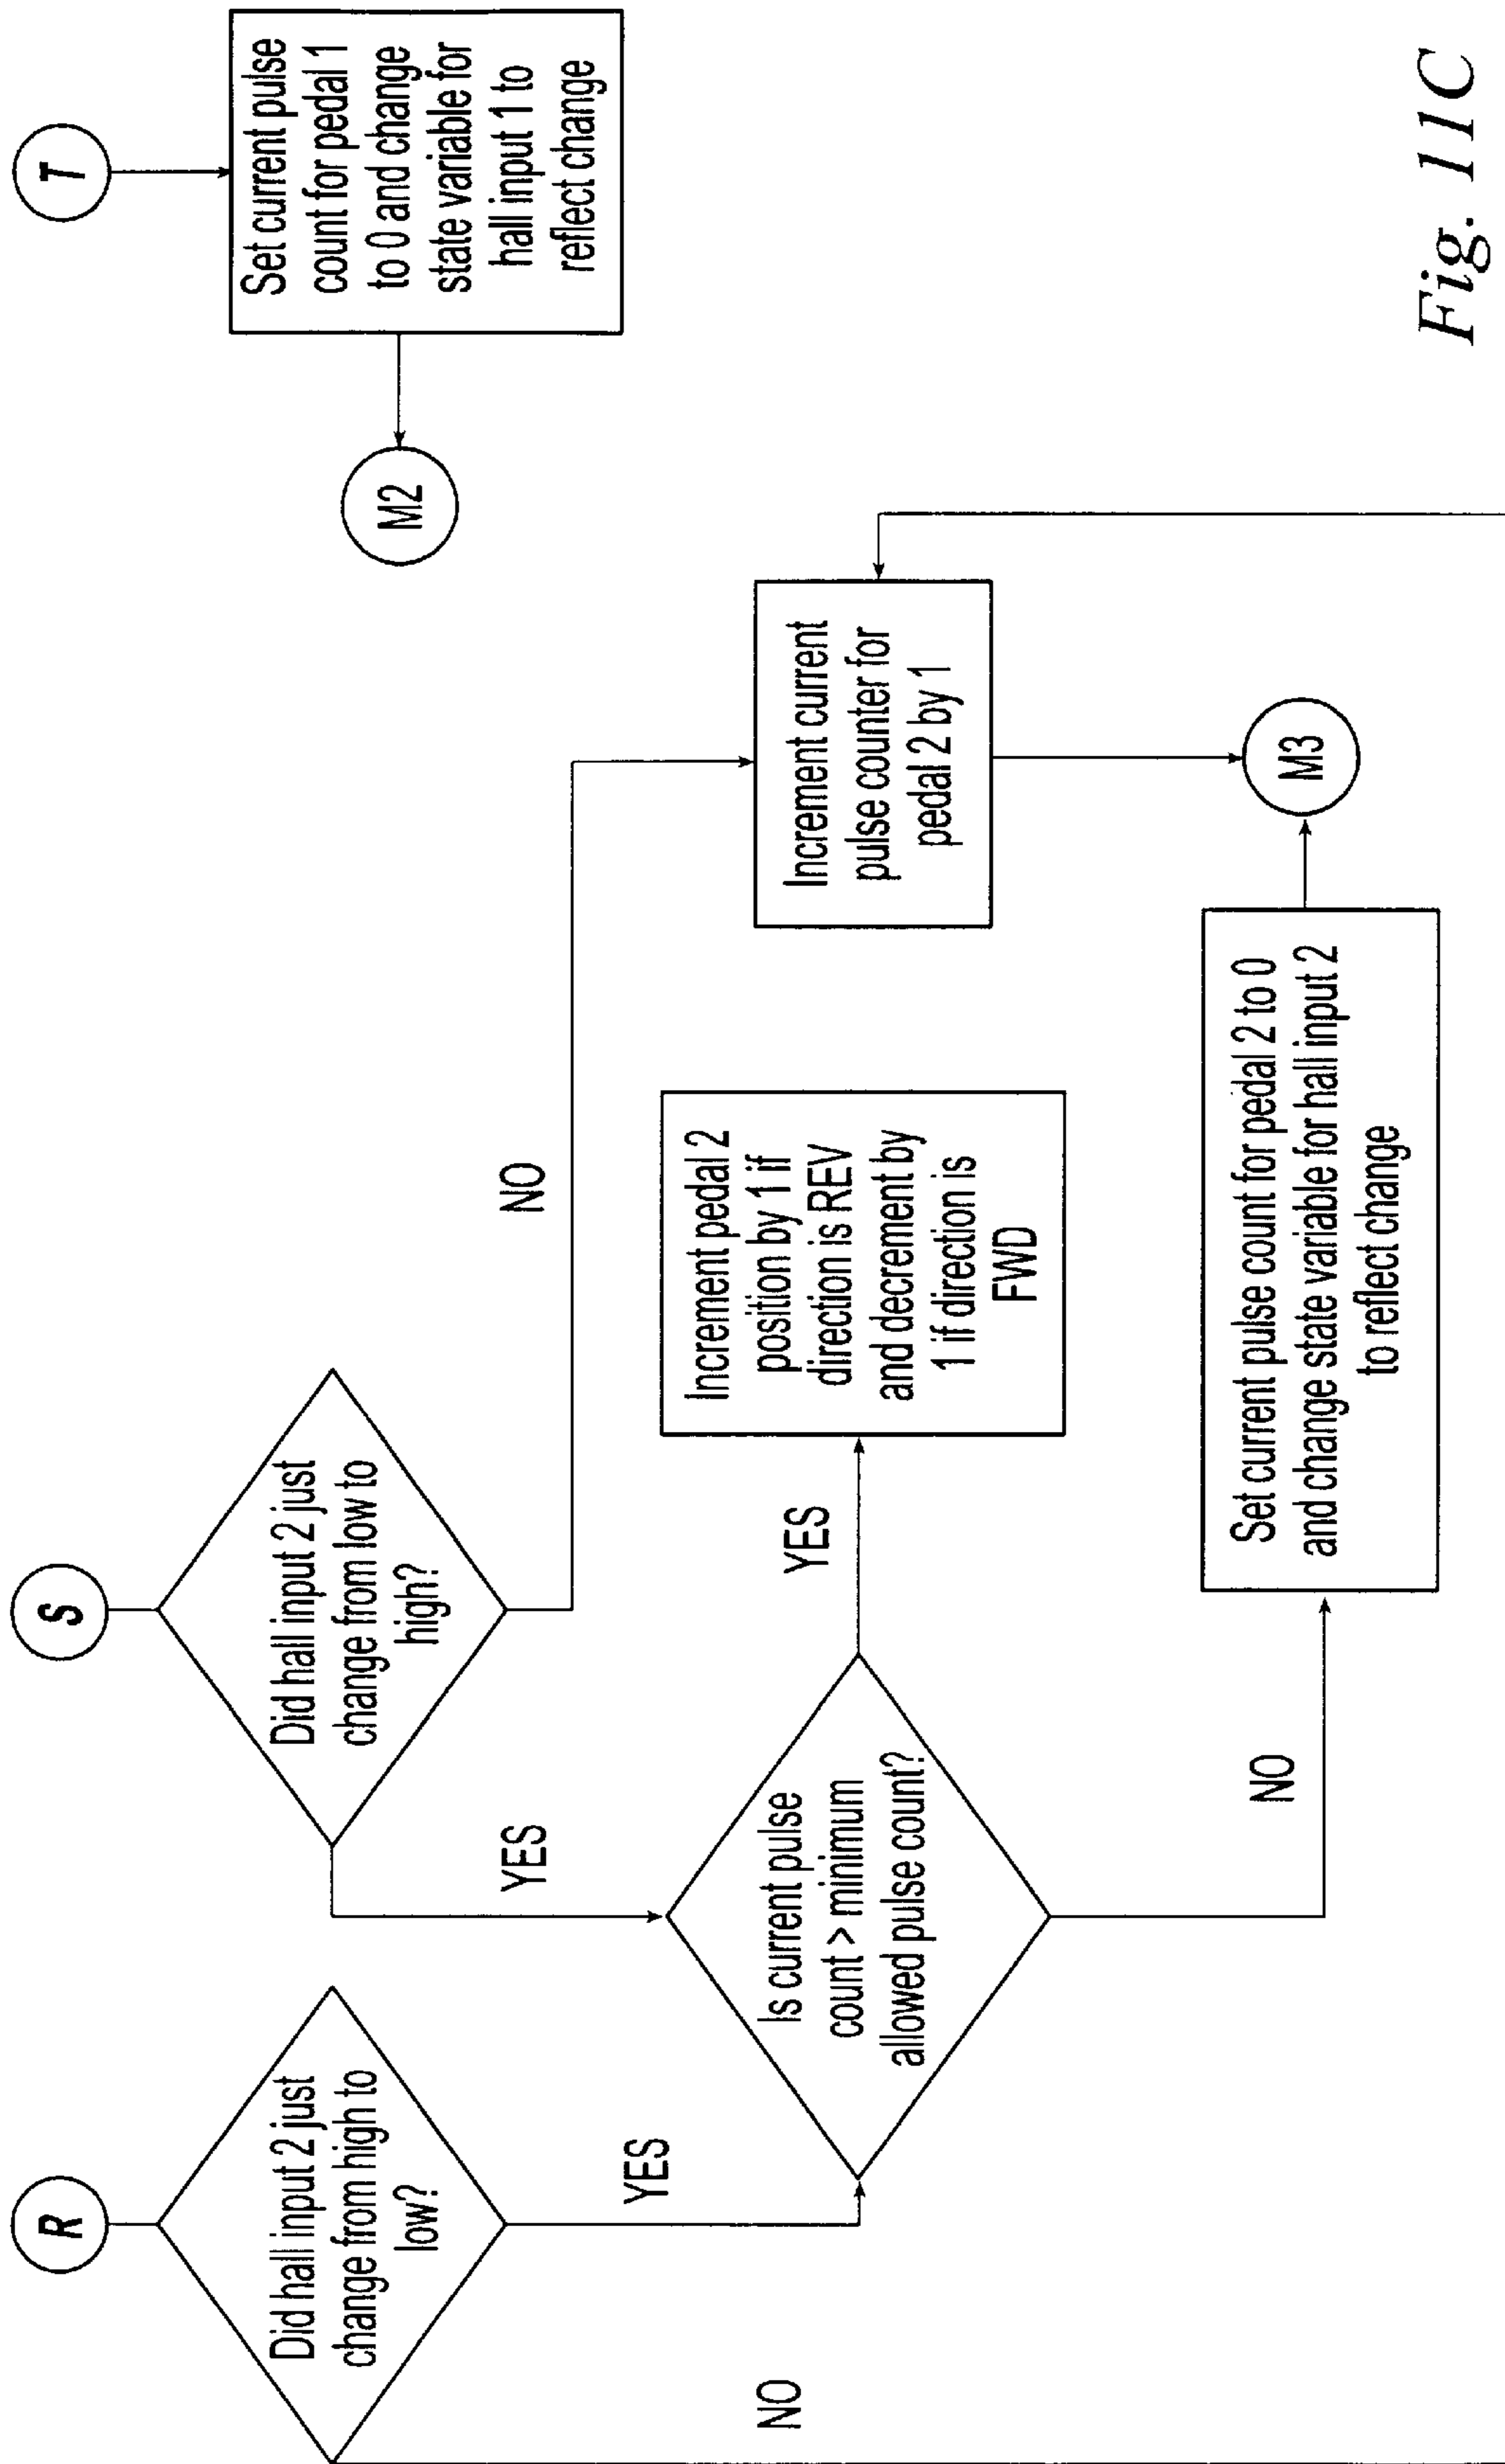 R
Did hall input 2 just
change from high to
low?
YES
NO
S
Did hall input 2 just
change from low to
high?
YES
NO
Is current pulse
count > minimum
allowed pulse count?
YES
NO
Increment pedal 2
position by 1 if
direction is REV
and decrement by
1 if direction is
FWD
Set current pulse count for pedal 2 to 0
and change state variable for hall input 2
to reflect change
Increment current
pulse counter for
pedal 2 by 1
M3
T
Set current pulse
count for pedal 1
to 0 and change
state variable for
hall input 1 to
reflect change
M2
Fig. 11C